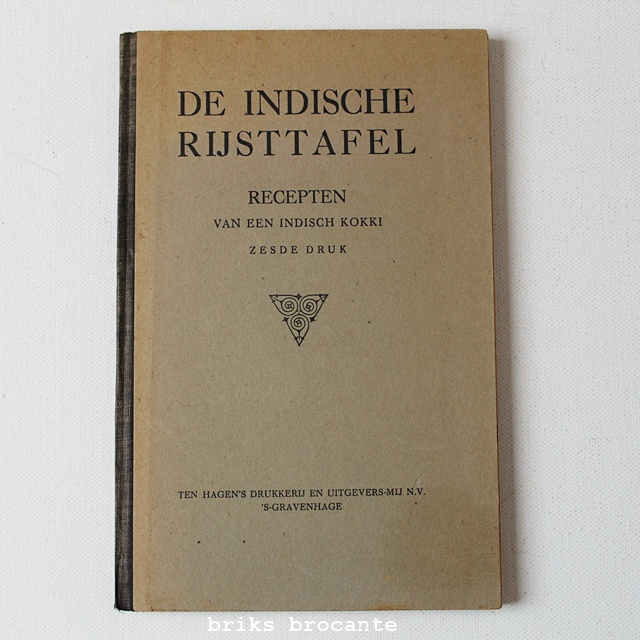 DE INDISCHE
RIJSTTAFEL
RECEPTEN
VAN EEN INDISCH KOKKI
ZESDE DRUK
TEN HAGEN'S DRUKKERIJ EN UITGEVERS-MIJ N.V.
'S-GRAVENHAGE
briks brocante